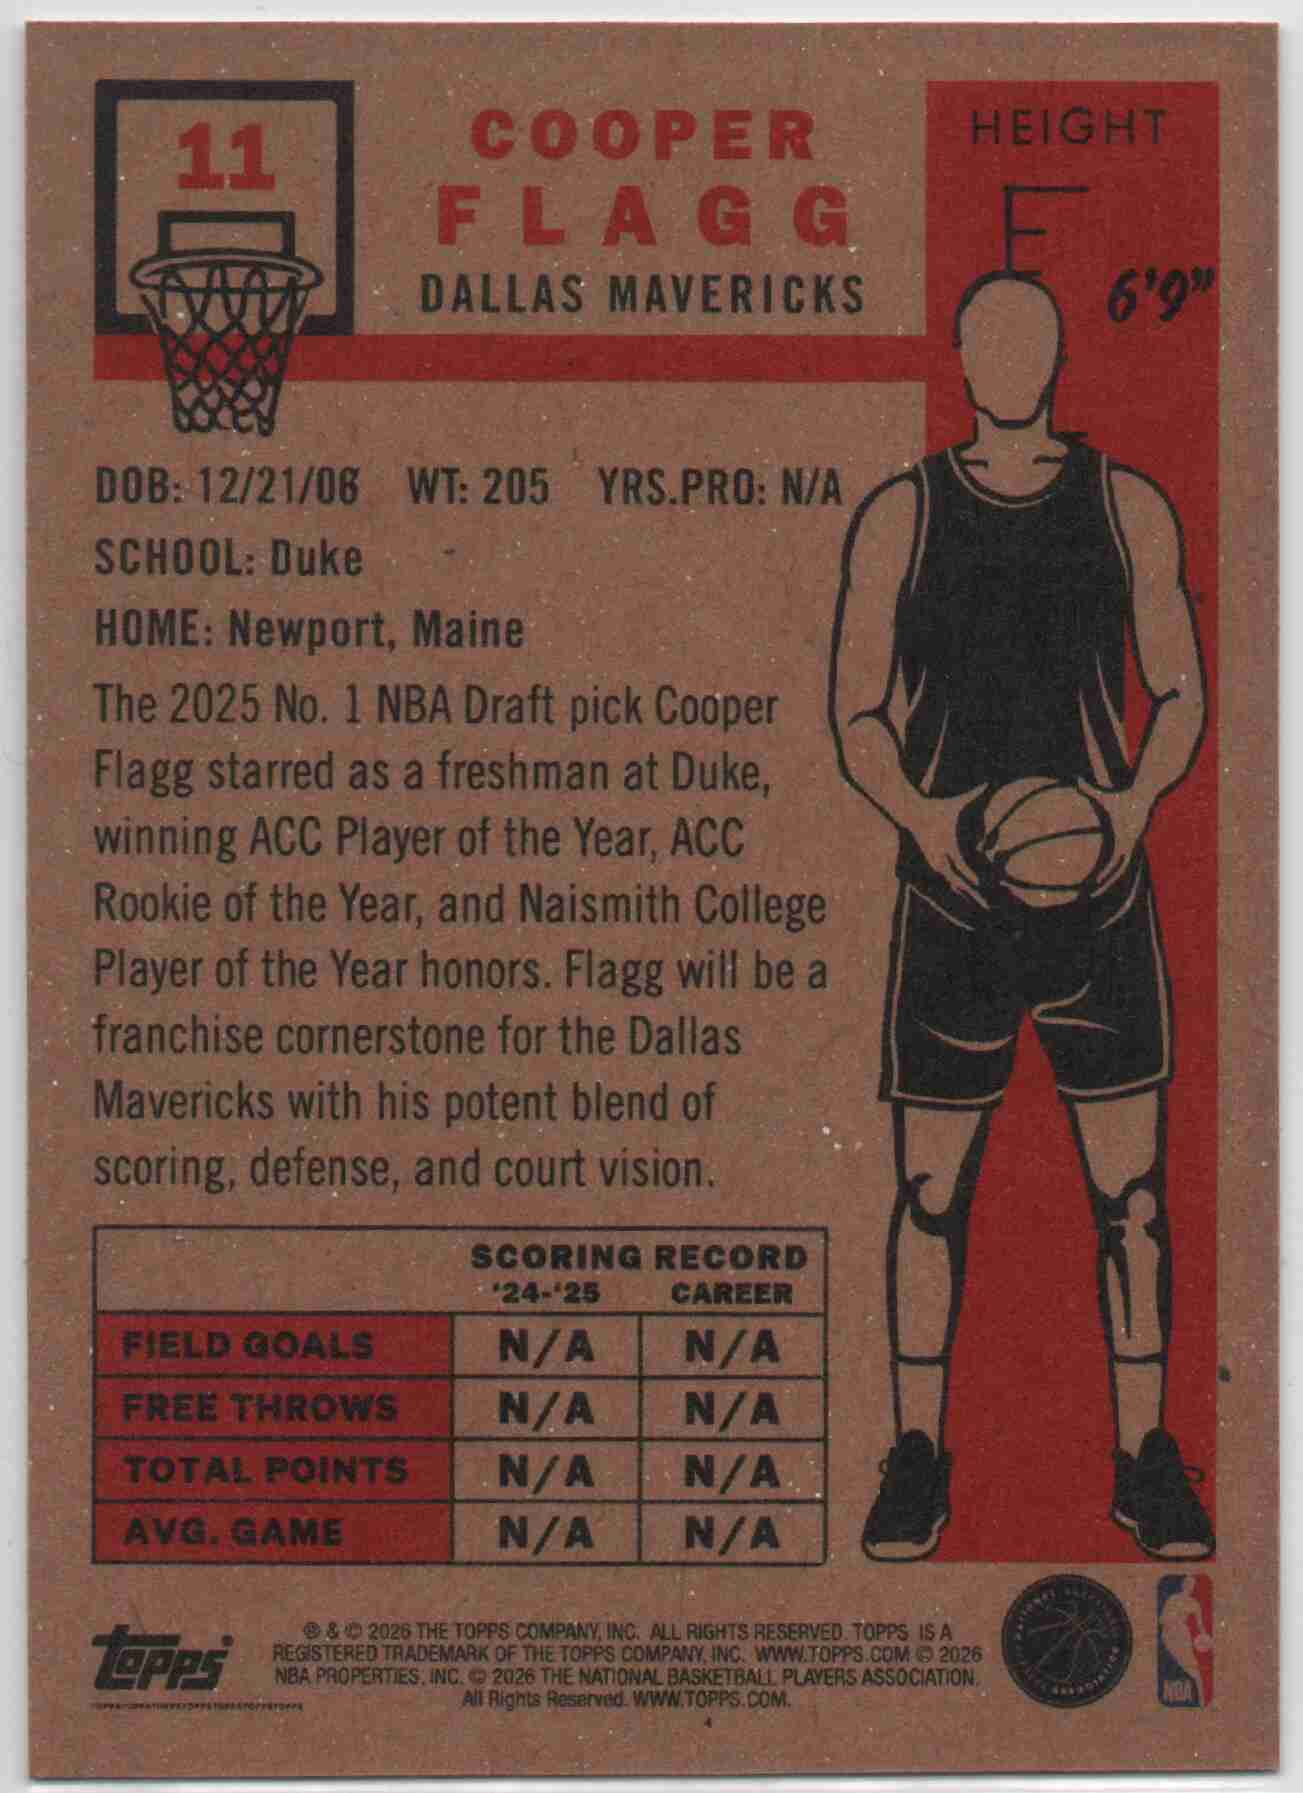 11
COOPER
FLAGG
DALLAS MAVERICKS
HEIGHT
6'9"
DOB: 12/21/06 WT: 205 YRS.PRO: N/A
SCHOOL: Duke
HOME: Newport, Maine
The 2025 No. 1 NBA Draft pick Cooper
Flagg starred as a freshman at Duke,
winning ACC Player of the Year, ACC
Rookie of the Year, and Naismith College
Player of the Year honors. Flagg will be a
franchise cornerstone for the Dallas
Mavericks with his potent blend of
scoring, defense, and court vision.
SCORING RECORD
'24-'25 CAREER
FIELD GOALS N/A N/A
FREE THROWS N/A N/A
TOTAL POINTS N/A N/A
AVG. GAME N/A N/A
topps
® & © 2026 THE TOPPS COMPANY, INC. ALL RIGHTS RESERVED. TOPPS IS A
REGISTERED TRADEMARK OF THE TOPPS COMPANY, INC. WWW.TOPPS.COM © 2026
NBA PROPERTIES, INC. © 2026 THE NATIONAL BASKETBALL PLAYERS ASSOCIATION.
All Rights Reserved. WWW.TOPPS.COM.
4
NBA